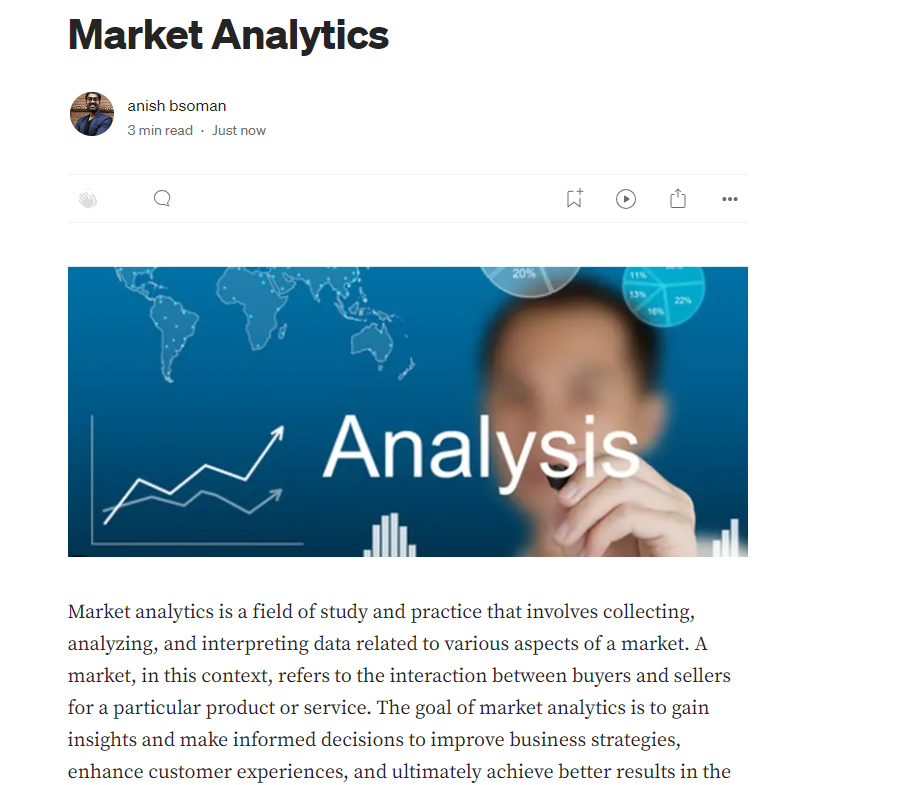 Market Analytics
anish bsoman
3 min read · Just now
20%
11%
13%
22%
16%
Analysis
Market analytics is a field of study and practice that involves collecting,
analyzing, and interpreting data related to various aspects of a market. A
market, in this context, refers to the interaction between buyers and sellers
for a particular product or service. The goal of market analytics is to gain
insights and make informed decisions to improve business strategies,
enhance customer experiences, and ultimately achieve better results in the